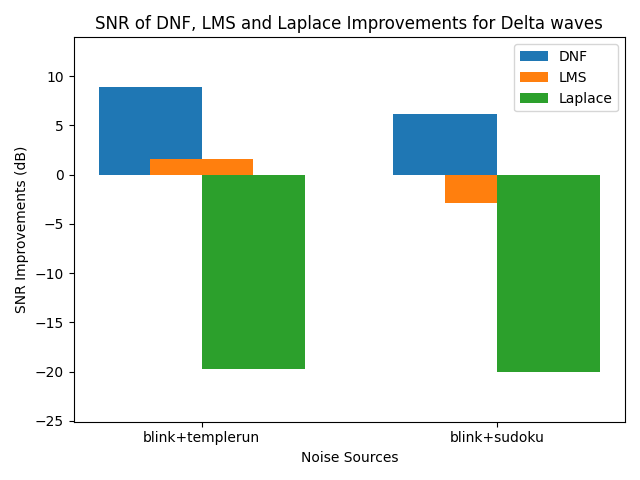 SNR of DNF, LMS and Laplace Improvements for Delta waves
DNF
LMS
Laplace
SNR Improvements (dB)
10
5
0
−5
−10
−15
−20
−25
blink+templerun
blink+sudoku
Noise Sources